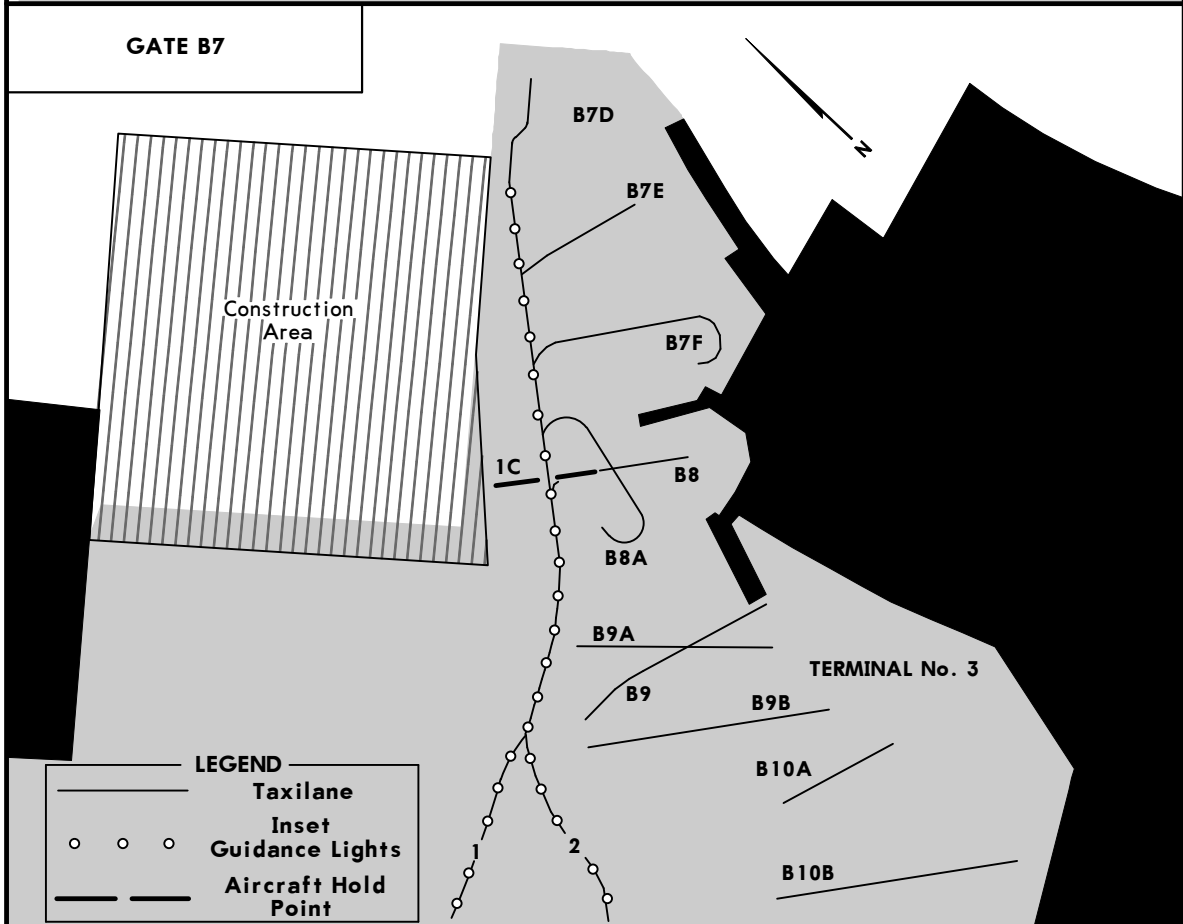 GATE B7
N
B7D
B7E
Construction
Area
B7F
1C
B8
B8A
B9A
TERMINAL No. 3
B9
B9B
LEGEND
B10A
Taxilane
Inset
Guidance Lights
1
2
B10B
Aircraft Hold
Point